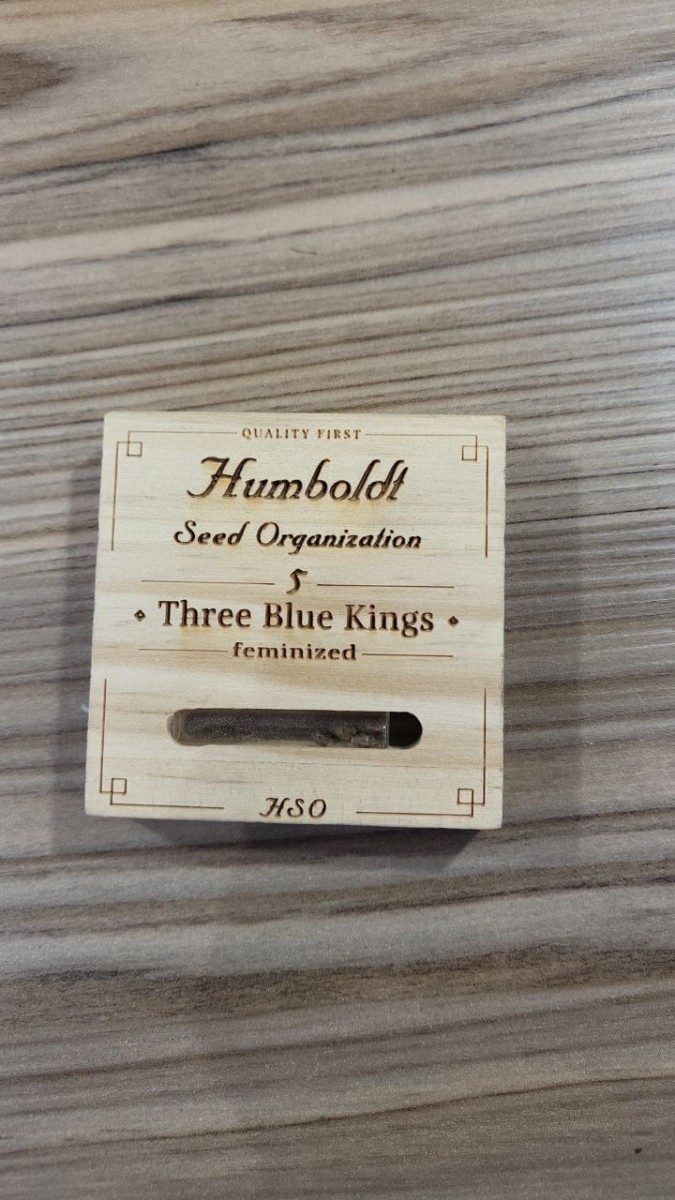 QUALITY FIRST
Humboldt
Seed Organization
5
Three Blue Kings
feminized
HSO